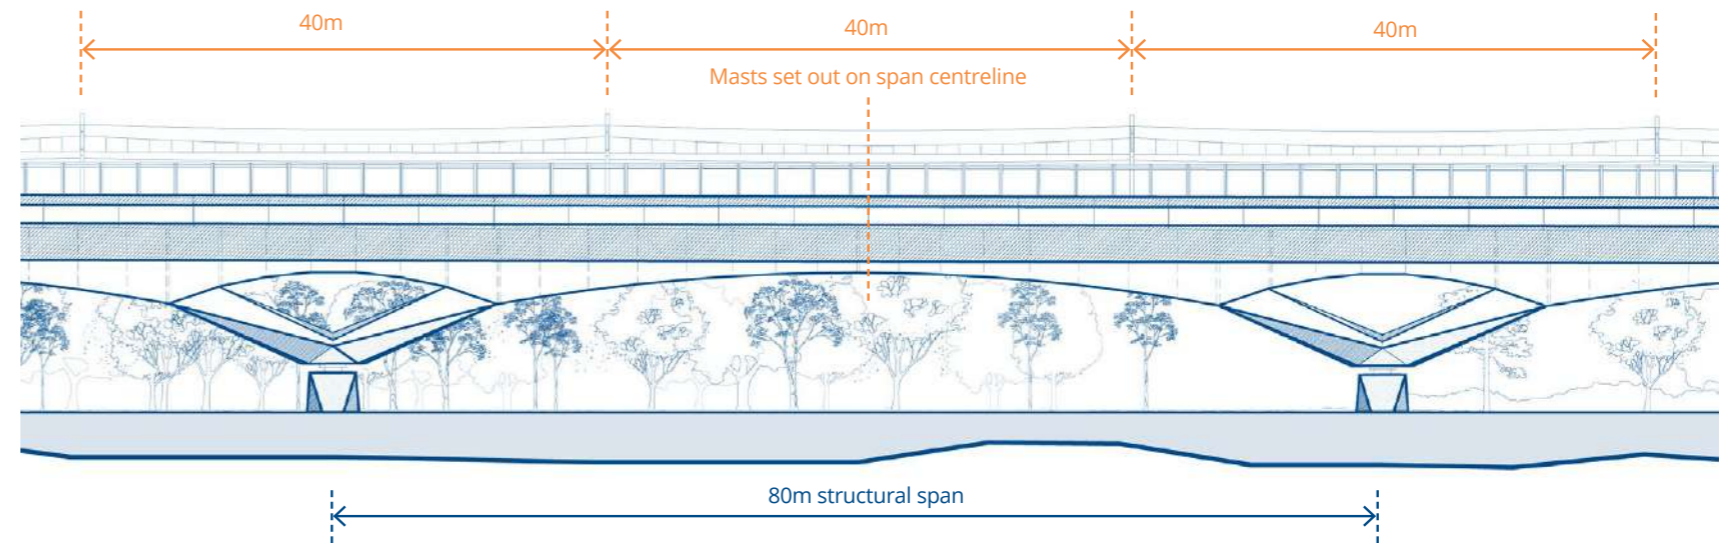 40m
40m
40m
Masts set out on span centreline
80m structural span